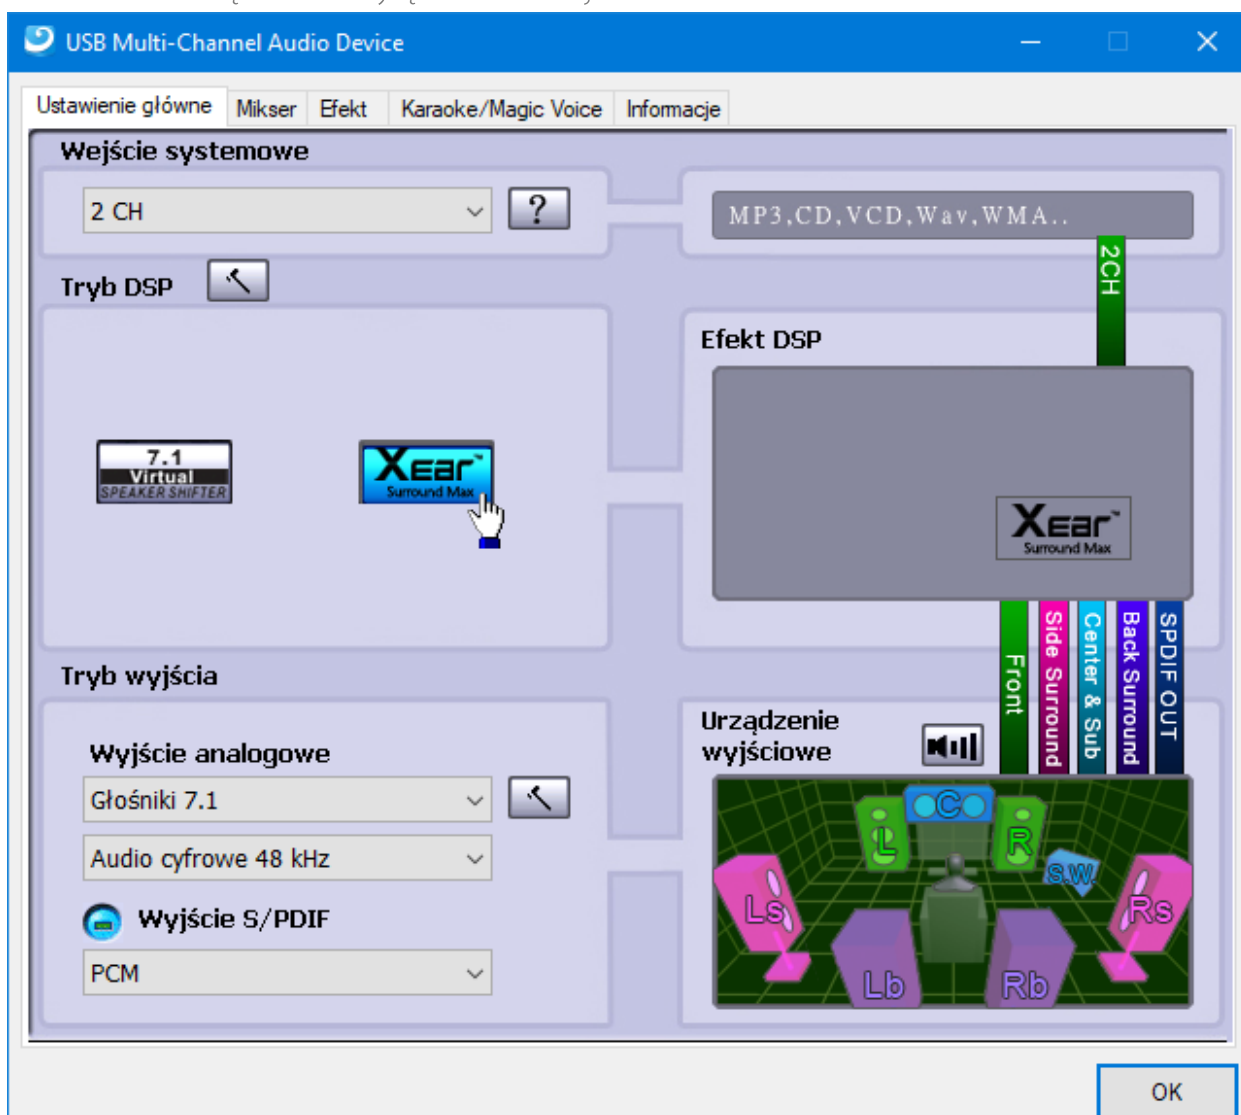 USB Multi-Channel Audio Device
Ustawienie główne Mikser Efekt Karaoke/Magic Voice Informacje
Wejście systemowe
2 CH
?
MP3,CD,VCD,Wav,WMA..
2CH
Tryb DSP
Efekt DSP
7.1
Virtual
SPEAKER SHIFTER
Xear™
Surround Max
Xear™
Surround Max
Front
Side Surround
Center & Sub
Back Surround
SPDIF OUT
Tryb wyjścia
Wyjście analogowe
Głośniki 7.1
Audio cyfrowe 48 kHz
Wyjście S/PDIF
PCM
Urządzenie
wyjściowe
L C R
S.W.
Ls Rs
Lb Rb
OK